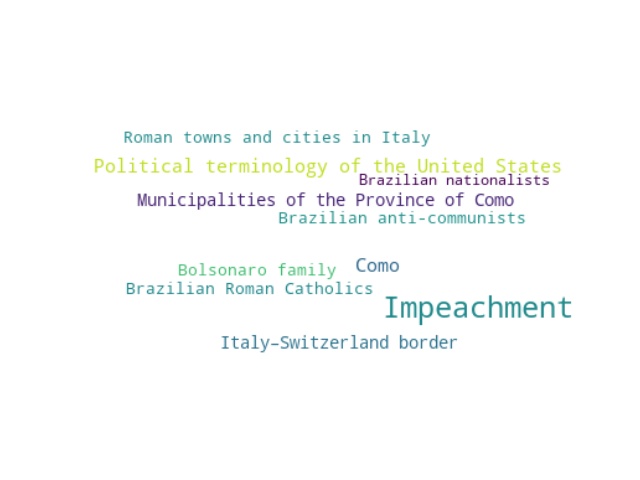 Roman towns and cities in Italy
Political terminology of the United States
Brazilian nationalists
Municipalities of the Province of Como
Brazilian anti-communists
Como
Bolsonaro family
Brazilian Roman Catholics
Impeachment
Italy–Switzerland border